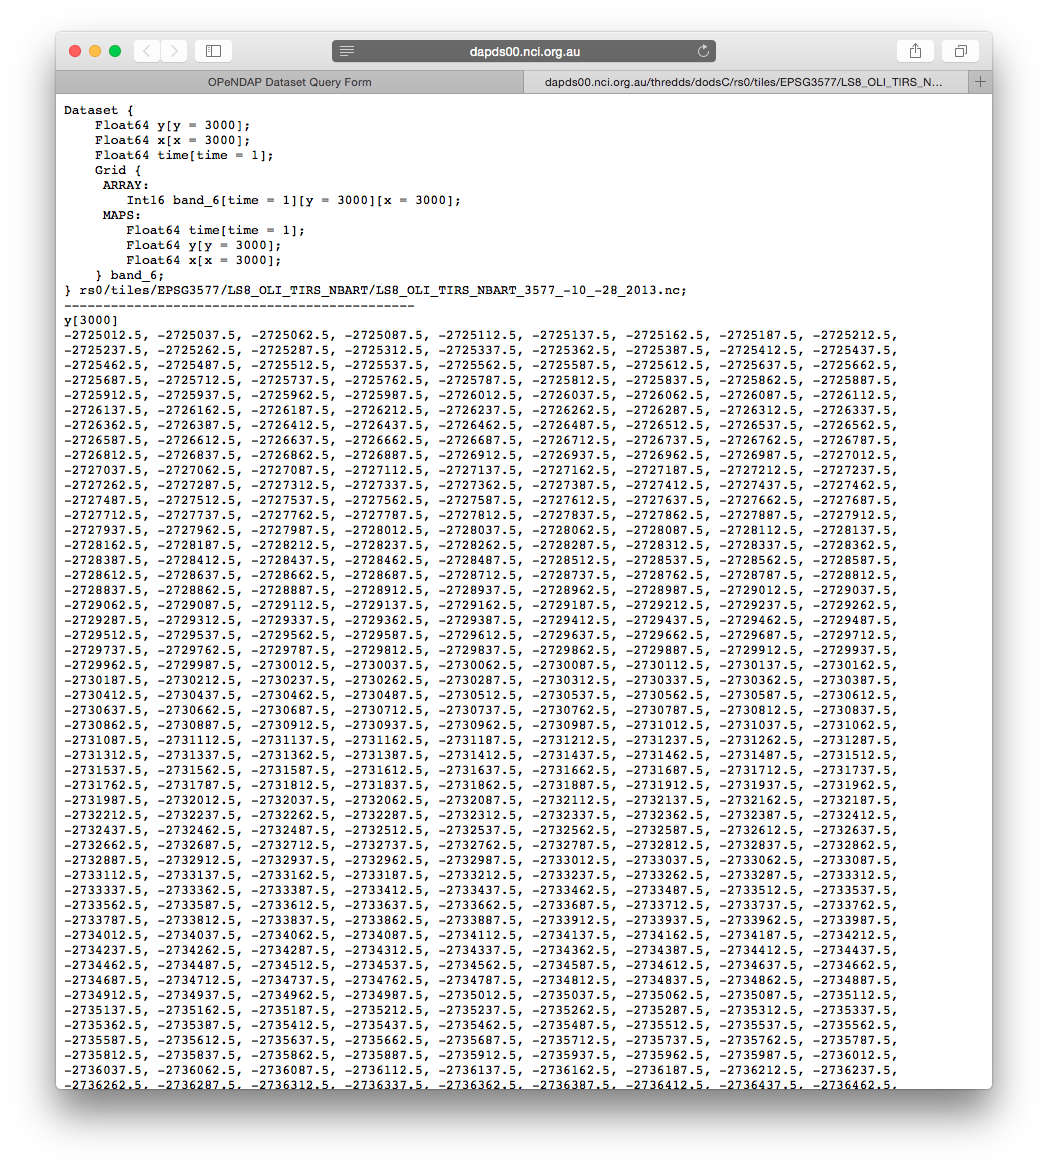 dapds00.nci.org.au
OPeNDAP Dataset Query Form
dapds00.nci.org.au/thredds/dodsC/rs0/tiles/EPSG3577/LS8_OLI_TIRS_N...
Dataset {
Float64 y[y = 3000];
Float64 x[x = 3000];
Float64 time[time = 1];
Grid {
ARRAY:
Int16 band_6[time = 1][y = 3000][x = 3000];
MAPS:
Float64 time[time = 1];
Float64 y[y = 3000];
Float64 x[x = 3000];
} band_6;
} rs0/tiles/EPSG3577/LS8_OLI_TIRS_NBART/LS8_OLI_TIRS_NBART_3577_-10_-28_2013.nc;
---------------------------------------------
y[3000]
-2725012.5, -2725037.5, -2725062.5, -2725087.5, -2725112.5, -2725137.5, -2725162.5, -2725187.5, -2725212.5,
-2725237.5, -2725262.5, -2725287.5, -2725312.5, -2725337.5, -2725362.5, -2725387.5, -2725412.5, -2725437.5,
-2725462.5, -2725487.5, -2725512.5, -2725537.5, -2725562.5, -2725587.5, -2725612.5, -2725637.5, -2725662.5,
-2725687.5, -2725712.5, -2725737.5, -2725762.5, -2725787.5, -2725812.5, -2725837.5, -2725862.5, -2725887.5,
-2725912.5, -2725937.5, -2725962.5, -2725987.5, -2726012.5, -2726037.5, -2726062.5, -2726087.5, -2726112.5,
-2726137.5, -2726162.5, -2726187.5, -2726212.5, -2726237.5, -2726262.5, -2726287.5, -2726312.5, -2726337.5,
-2726362.5, -2726387.5, -2726412.5, -2726437.5, -2726462.5, -2726487.5, -2726512.5, -2726537.5, -2726562.5,
-2726587.5, -2726612.5, -2726637.5, -2726662.5, -2726687.5, -2726712.5, -2726737.5, -2726762.5, -2726787.5,
-2726812.5, -2726837.5, -2726862.5, -2726887.5, -2726912.5, -2726937.5, -2726962.5, -2726987.5, -2727012.5,
-2727037.5, -2727062.5, -2727087.5, -2727112.5, -2727137.5, -2727162.5, -2727187.5, -2727212.5, -2727237.5,
-2727262.5, -2727287.5, -2727312.5, -2727337.5, -2727362.5, -2727387.5, -2727412.5, -2727437.5, -2727462.5,
-2727487.5, -2727512.5, -2727537.5, -2727562.5, -2727587.5, -2727612.5, -2727637.5, -2727662.5, -2727687.5,
-2727712.5, -2727737.5, -2727762.5, -2727787.5, -2727812.5, -2727837.5, -2727862.5, -2727887.5, -2727912.5,
-2727937.5, -2727962.5, -2727987.5, -2728012.5, -2728037.5, -2728062.5, -2728087.5, -2728112.5, -2728137.5,
-2728162.5, -2728187.5, -2728212.5, -2728237.5, -2728262.5, -2728287.5, -2728312.5, -2728337.5, -2728362.5,
-2728387.5, -2728412.5, -2728437.5, -2728462.5, -2728487.5, -2728512.5, -2728537.5, -2728562.5, -2728587.5,
-2728612.5, -2728637.5, -2728662.5, -2728687.5, -2728712.5, -2728737.5, -2728762.5, -2728787.5, -2728812.5,
-2728837.5, -2728862.5, -2728887.5, -2728912.5, -2728937.5, -2728962.5, -2728987.5, -2729012.5, -2729037.5,
-2729062.5, -2729087.5, -2729112.5, -2729137.5, -2729162.5, -2729187.5, -2729212.5, -2729237.5, -2729262.5,
-2729287.5, -2729312.5, -2729337.5, -2729362.5, -2729387.5, -2729412.5, -2729437.5, -2729462.5, -2729487.5,
-2729512.5, -2729537.5, -2729562.5, -2729587.5, -2729612.5, -2729637.5, -2729662.5, -2729687.5, -2729712.5,
-2729737.5, -2729762.5, -2729787.5, -2729812.5, -2729837.5, -2729862.5, -2729887.5, -2729912.5, -2729937.5,
-2729962.5, -2729987.5, -2730012.5, -2730037.5, -2730062.5, -2730087.5, -2730112.5, -2730137.5, -2730162.5,
-2730187.5, -2730212.5, -2730237.5, -2730262.5, -2730287.5, -2730312.5, -2730337.5, -2730362.5, -2730387.5,
-2730412.5, -2730437.5, -2730462.5, -2730487.5, -2730512.5, -2730537.5, -2730562.5, -2730587.5, -2730612.5,
-2730637.5, -2730662.5, -2730687.5, -2730712.5, -2730737.5, -2730762.5, -2730787.5, -2730812.5, -2730837.5,
-2730862.5, -2730887.5, -2730912.5, -2730937.5, -2730962.5, -2730987.5, -2731012.5, -2731037.5, -2731062.5,
-2731087.5, -2731112.5, -2731137.5, -2731162.5, -2731187.5, -2731212.5, -2731237.5, -2731262.5, -2731287.5,
-2731312.5, -2731337.5, -2731362.5, -2731387.5, -2731412.5, -2731437.5, -2731462.5, -2731487.5, -2731512.5,
-2731537.5, -2731562.5, -2731587.5, -2731612.5, -2731637.5, -2731662.5, -2731687.5, -2731712.5, -2731737.5,
-2731762.5, -2731787.5, -2731812.5, -2731837.5, -2731862.5, -2731887.5, -2731912.5, -2731937.5, -2731962.5,
-2731987.5, -2732012.5, -2732037.5, -2732062.5, -2732087.5, -2732112.5, -2732137.5, -2732162.5, -2732187.5,
-2732212.5, -2732237.5, -2732262.5, -2732287.5, -2732312.5, -2732337.5, -2732362.5, -2732387.5, -2732412.5,
-2732437.5, -2732462.5, -2732487.5, -2732512.5, -2732537.5, -2732562.5, -2732587.5, -2732612.5, -2732637.5,
-2732662.5, -2732687.5, -2732712.5, -2732737.5, -2732762.5, -2732787.5, -2732812.5, -2732837.5, -2732862.5,
-2732887.5, -2732912.5, -2732937.5, -2732962.5, -2732987.5, -2733012.5, -2733037.5, -2733062.5, -2733087.5,
-2733112.5, -2733137.5, -2733162.5, -2733187.5, -2733212.5, -2733237.5, -2733262.5, -2733287.5, -2733312.5,
-2733337.5, -2733362.5, -2733387.5, -2733412.5, -2733437.5, -2733462.5, -2733487.5, -2733512.5, -2733537.5,
-2733562.5, -2733587.5, -2733612.5, -2733637.5, -2733662.5, -2733687.5, -2733712.5, -2733737.5, -2733762.5,
-2733787.5, -2733812.5, -2733837.5, -2733862.5, -2733887.5, -2733912.5, -2733937.5, -2733962.5, -2733987.5,
-2734012.5, -2734037.5, -2734062.5, -2734087.5, -2734112.5, -2734137.5, -2734162.5, -2734187.5, -2734212.5,
-2734237.5, -2734262.5, -2734287.5, -2734312.5, -2734337.5, -2734362.5, -2734387.5, -2734412.5, -2734437.5,
-2734462.5, -2734487.5, -2734512.5, -2734537.5, -2734562.5, -2734587.5, -2734612.5, -2734637.5, -2734662.5,
-2734687.5, -2734712.5, -2734737.5, -2734762.5, -2734787.5, -2734812.5, -2734837.5, -2734862.5, -2734887.5,
-2734912.5, -2734937.5, -2734962.5, -2734987.5, -2735012.5, -2735037.5, -2735062.5, -2735087.5, -2735112.5,
-2735137.5, -2735162.5, -2735187.5, -2735212.5, -2735237.5, -2735262.5, -2735287.5, -2735312.5, -2735337.5,
-2735362.5, -2735387.5, -2735412.5, -2735437.5, -2735462.5, -2735487.5, -2735512.5, -2735537.5, -2735562.5,
-2735587.5, -2735612.5, -2735637.5, -2735662.5, -2735687.5, -2735712.5, -2735737.5, -2735762.5, -2735787.5,
-2735812.5, -2735837.5, -2735862.5, -2735887.5, -2735912.5, -2735937.5, -2735962.5, -2735987.5, -2736012.5,
-2736037.5, -2736062.5, -2736087.5, -2736112.5, -2736137.5, -2736162.5, -2736187.5, -2736212.5, -2736237.5,
-2736262.5, -2736287.5, -2736312.5, -2736337.5, -2736362.5, -2736387.5, -2736412.5, -2736437.5, -2736462.5,